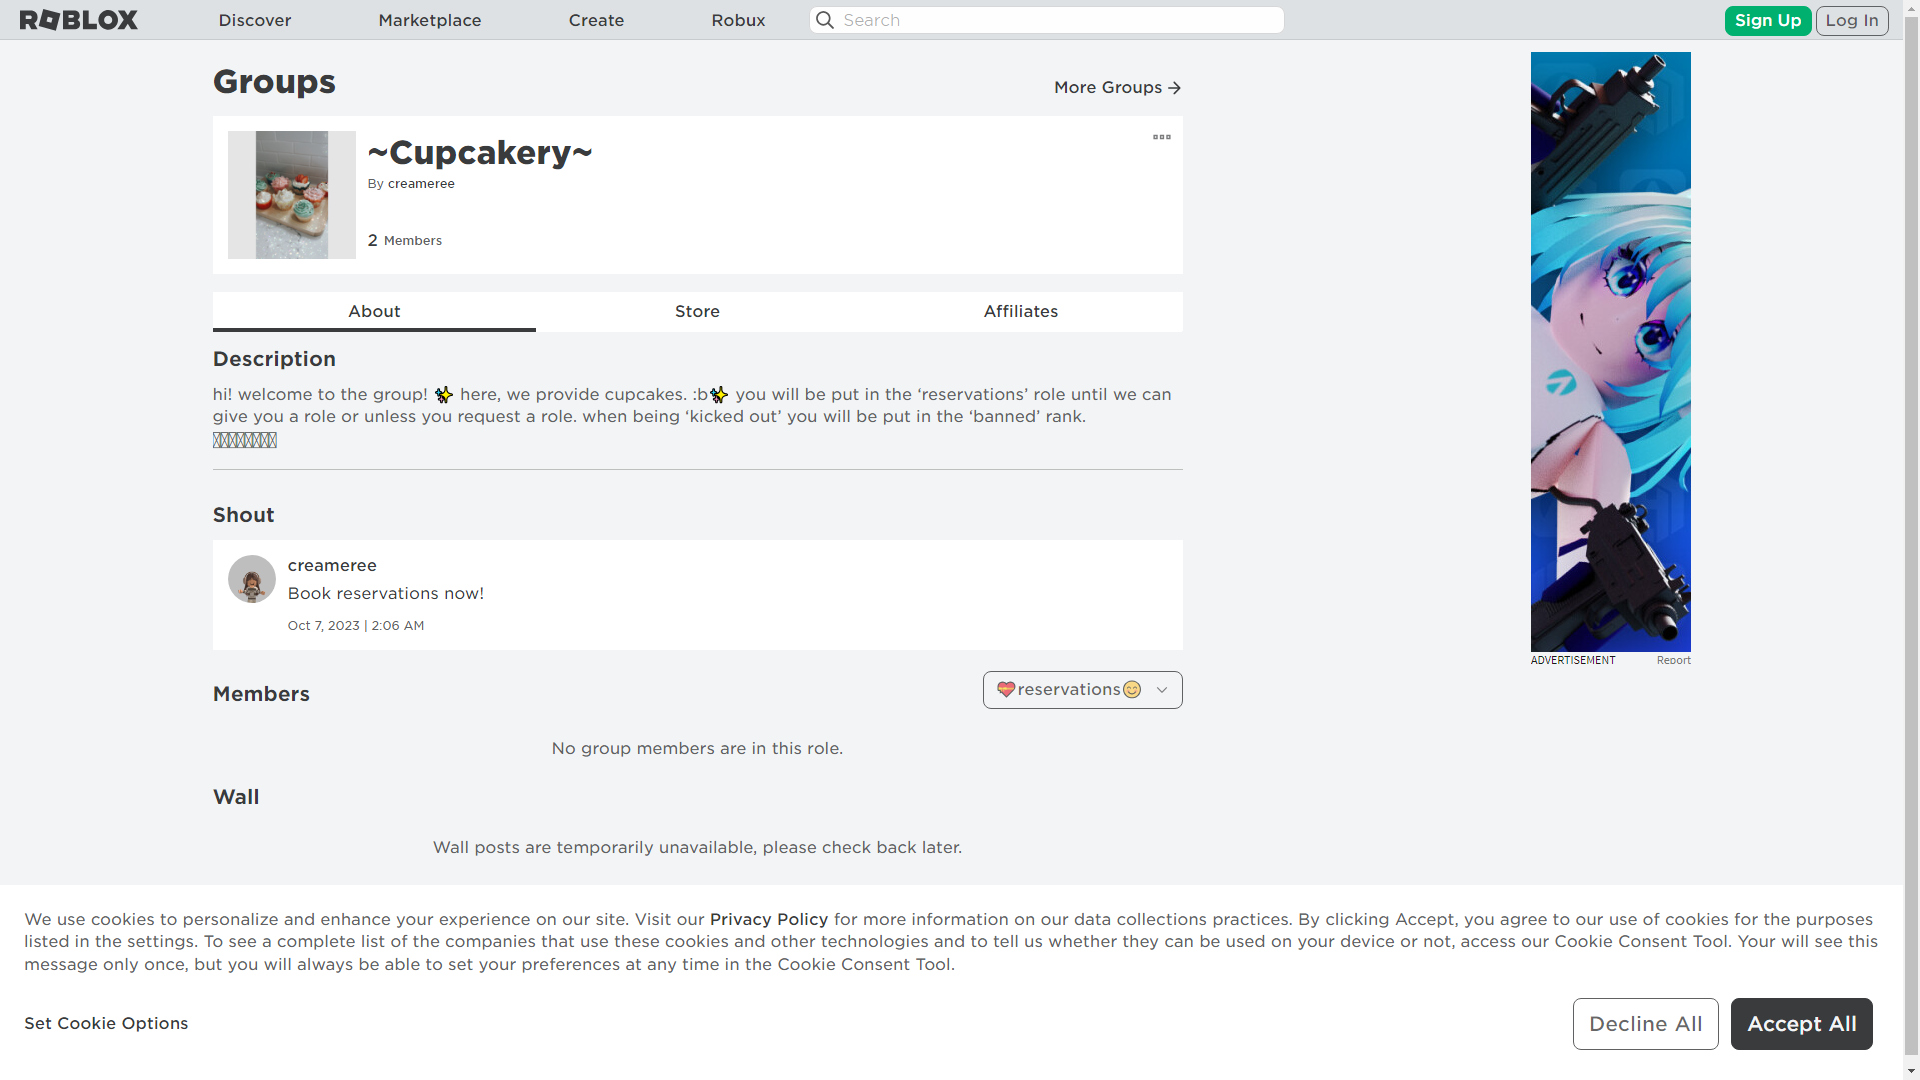 ROBLOX Discover Marketplace Create Robux Search Sign Up Log In
Groups
More Groups
~Cupcakery~
By creameree
2 Members
About Store Affiliates
Description
hi! welcome to the group! ✨ here, we provide cupcakes. :b✨ you will be put in the ‘reservations’ role until we can
give you a role or unless you request a role. when being ‘kicked out’ you will be put in the ‘banned’ rank.
Shout
creameree
Book reservations now!
Oct 7, 2023 | 2:06 AM
Members
💝reservations😊
No group members are in this role.
Wall
Wall posts are temporarily unavailable, please check back later.
ADVERTISEMENT Report
We use cookies to personalize and enhance your experience on our site. Visit our Privacy Policy for more information on our data collections practices. By clicking Accept, you agree to our use of cookies for the purposes
listed in the settings. To see a complete list of the companies that use these cookies and other technologies and to tell us whether they can be used on your device or not, access our Cookie Consent Tool. Your will see this
message only once, but you will always be able to set your preferences at any time in the Cookie Consent Tool.
Set Cookie Options
Decline All
Accept All